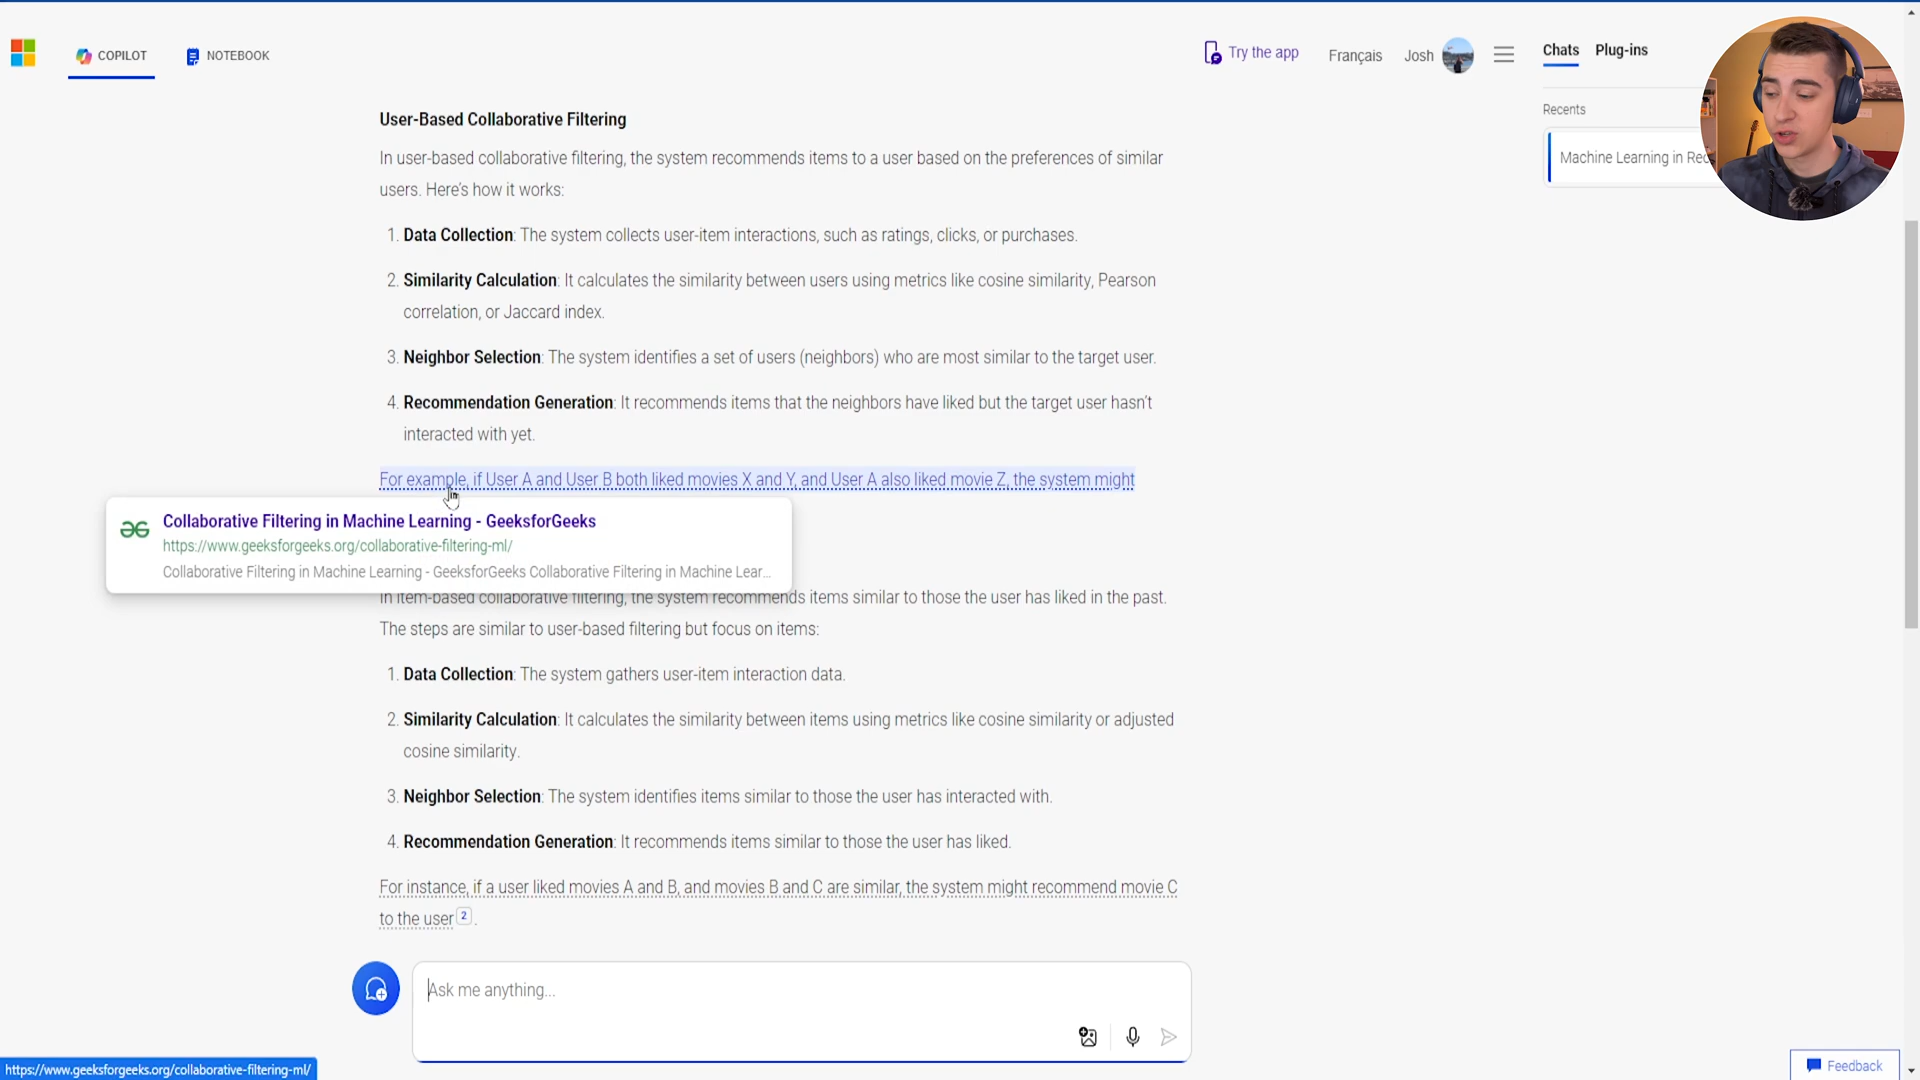 COPILOT
NOTEBOOK
Try the app
Français
Josh
Chats
Plug-ins
Recents
Machine Learning in Rec
User-Based Collaborative Filtering
In user-based collaborative filtering, the system recommends items to a user based on the preferences of similar
users. Here's how it works:
1. Data Collection: The system collects user-item interactions, such as ratings, clicks, or purchases.
2. Similarity Calculation: It calculates the similarity between users using metrics like cosine similarity, Pearson
correlation, or Jaccard index.
3. Neighbor Selection: The system identifies a set of users (neighbors) who are most similar to the target user.
4. Recommendation Generation: It recommends items that the neighbors have liked but the target user hasn't
interacted with yet.
For example, if User A and User B both liked movies X and Y, and User A also liked movie Z, the system might
Collaborative Filtering in Machine Learning - GeeksforGeeks
https://www.geeksforgeeks.org/collaborative-filtering-ml/
Collaborative Filtering in Machine Learning - GeeksforGeeks Collaborative Filtering in Machine Lear...
In item-based collaborative filtering, the system recommends items similar to those the user has liked in the past.
The steps are similar to user-based filtering but focus on items:
1. Data Collection: The system gathers user-item interaction data.
2. Similarity Calculation: It calculates the similarity between items using metrics like cosine similarity or adjusted
cosine similarity.
3. Neighbor Selection: The system identifies items similar to those the user has interacted with.
4. Recommendation Generation: It recommends items similar to those the user has liked.
For instance, if a user liked movies A and B, and movies B and C are similar, the system might recommend movie C
to the user 2 .
Ask me anything...
https://www.geeksforgeeks.org/collaborative-filtering-ml/
Feedback